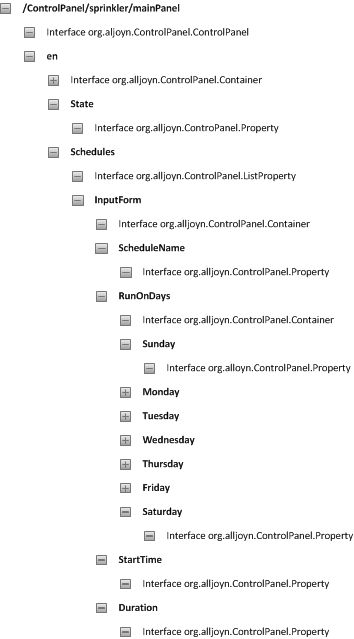 /ControlPanel/sprinkler/mainPanel
Interface org.alljoyn.ControlPanel.ControlPanel
en
Interface org.alljoyn.ControlPanel.Container
State
Interface org.alljoyn.ControPanel.Property
Schedules
Interface org.alljoyn.ControlPanel.ListProperty
InputForm
Interface org.alljoyn.ControlPanel.Container
ScheduleName
Interface org.alljoyn.ControlPanel.Property
RunOnDays
Interface org.alljoyn.ControlPanel.Container
Sunday
Interface org.alloyn.ControlPanel.Property
Monday
Tuesday
Wednesday
Thursday
Friday
Saturday
Interface org.alljoyn.ControlPanel.Property
StartTime
Interface org.alljoyn.ControlPanel.Property
Duration
Interface org.alljoyn.ControlPanel.Property